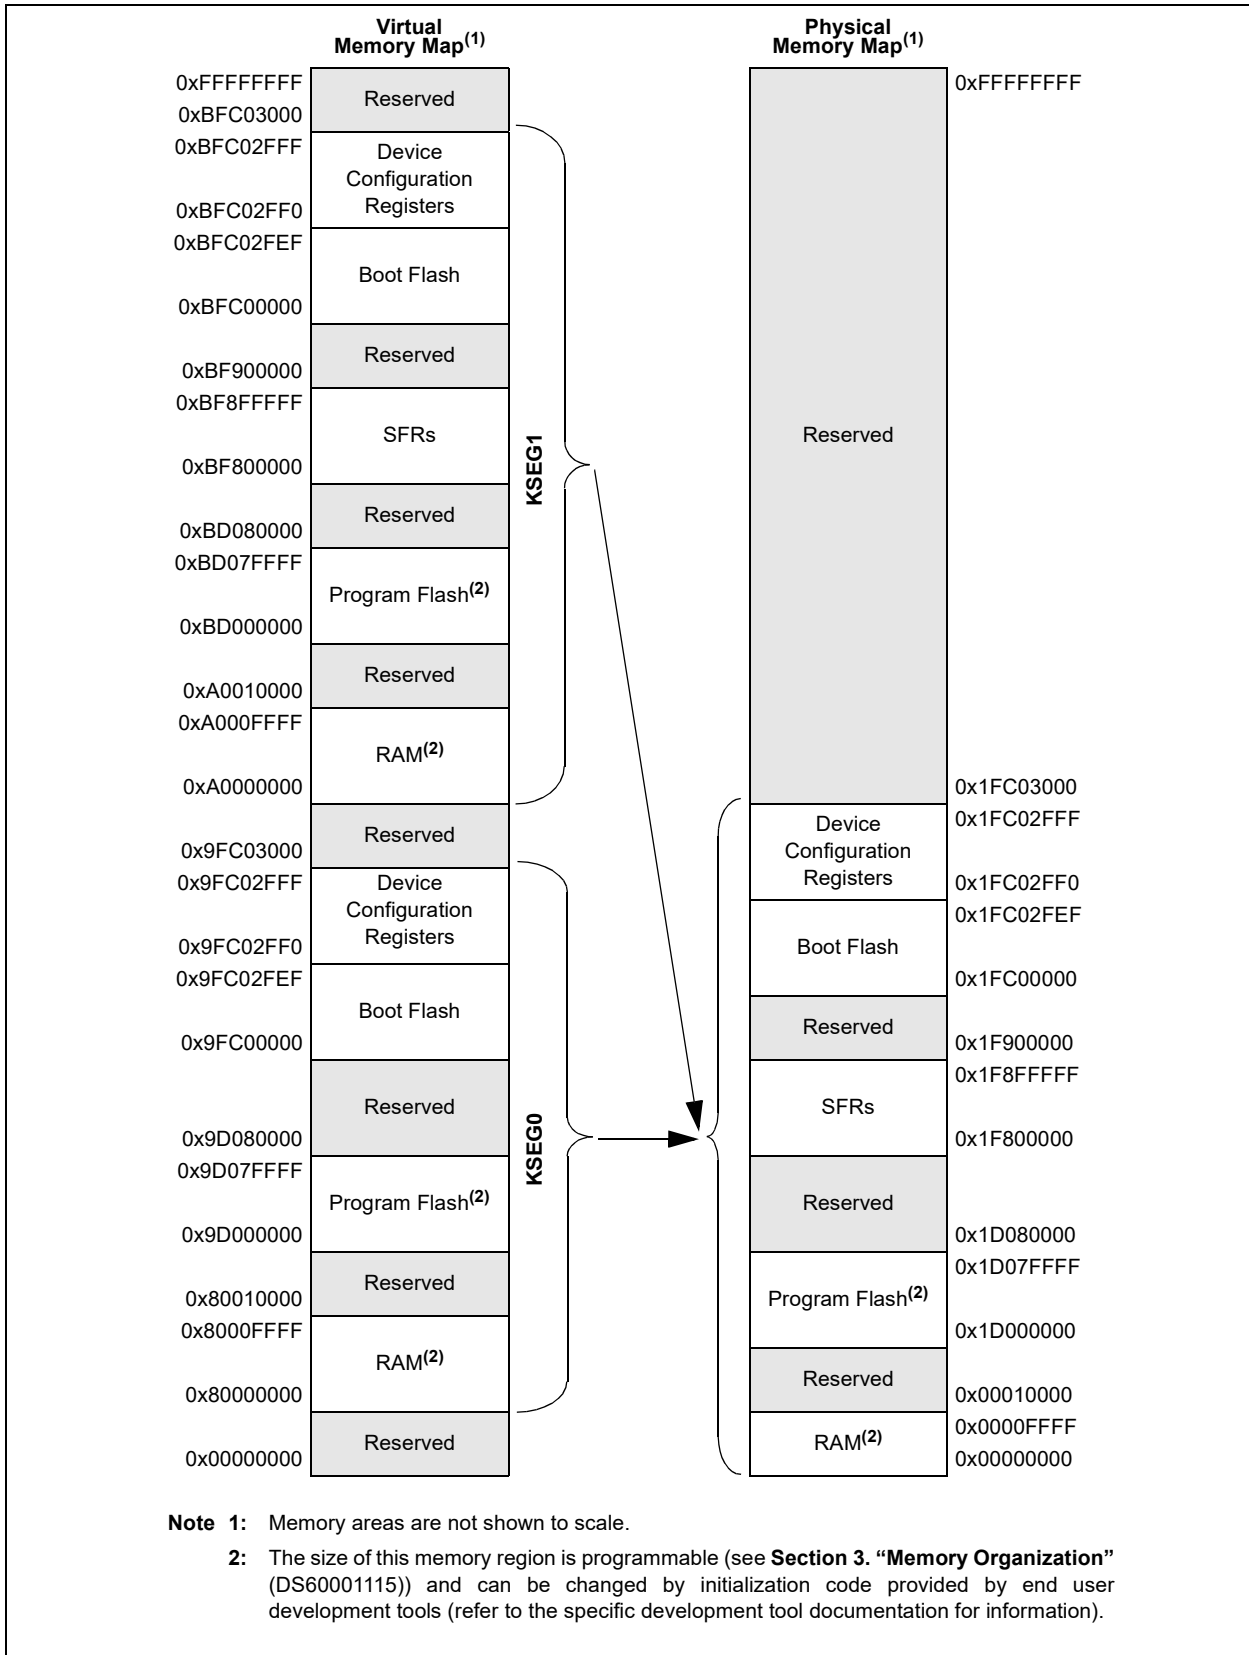 Virtual
Memory Map(1)
Physical
Memory Map(1)
0xFFFFFFFF
Reserved
0xBFC03000
0xBFC02FFF
Device
Configuration
Registers
0xBFC02FF0
0xBFC02FEF
Boot Flash
0xBFC00000
Reserved
0xBF900000
0xBF8FFFFF
SFRs
0xBF800000
Reserved
0xBD080000
0xBD07FFFF
Program Flash(2)
0xBD000000
Reserved
0xA0010000
0xA000FFFF
RAM(2)
0xA0000000
Reserved
0x9FC03000
0x9FC02FFF
Device
Configuration
Registers
0x9FC02FF0
0x9FC02FEF
Boot Flash
0x9FC00000
Reserved
0x9D080000
0x9D07FFFF
Program Flash(2)
0x9D000000
Reserved
0x80010000
0x8000FFFF
RAM(2)
0x80000000
Reserved
0x00000000
KSEG1
KSEG0
0xFFFFFFFF
Reserved
0x1FC03000
0x1FC02FFF
Device
Configuration
Registers
0x1FC02FF0
0x1FC02FEF
Boot Flash
0x1FC00000
Reserved
0x1F900000
0x1F8FFFFF
SFRs
0x1F800000
Reserved
0x1D080000
0x1D07FFFF
Program Flash(2)
0x1D000000
Reserved
0x00010000
0x0000FFFF
RAM(2)
0x00000000
Note 1: Memory areas are not shown to scale.
2: The size of this memory region is programmable (see Section 3. “Memory Organization”
(DS60001115)) and can be changed by initialization code provided by end user
development tools (refer to the specific development tool documentation for information).